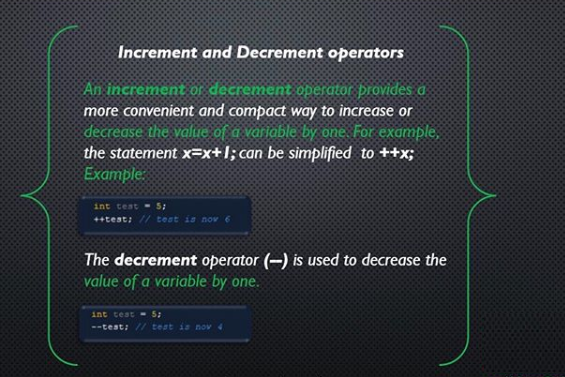 Increment and Decrement operators
An increment or decrement operator provides a
more convenient and compact way to increase or
decrease the value of a variable by one. For example,
the statement x=x+1; can be simplified to ++x;
Example:
int test = 5;
++test; // test is now 6
The decrement operator (--) is used to decrease the
value of a variable by one.
int test = 5;
--test; // test is now 4